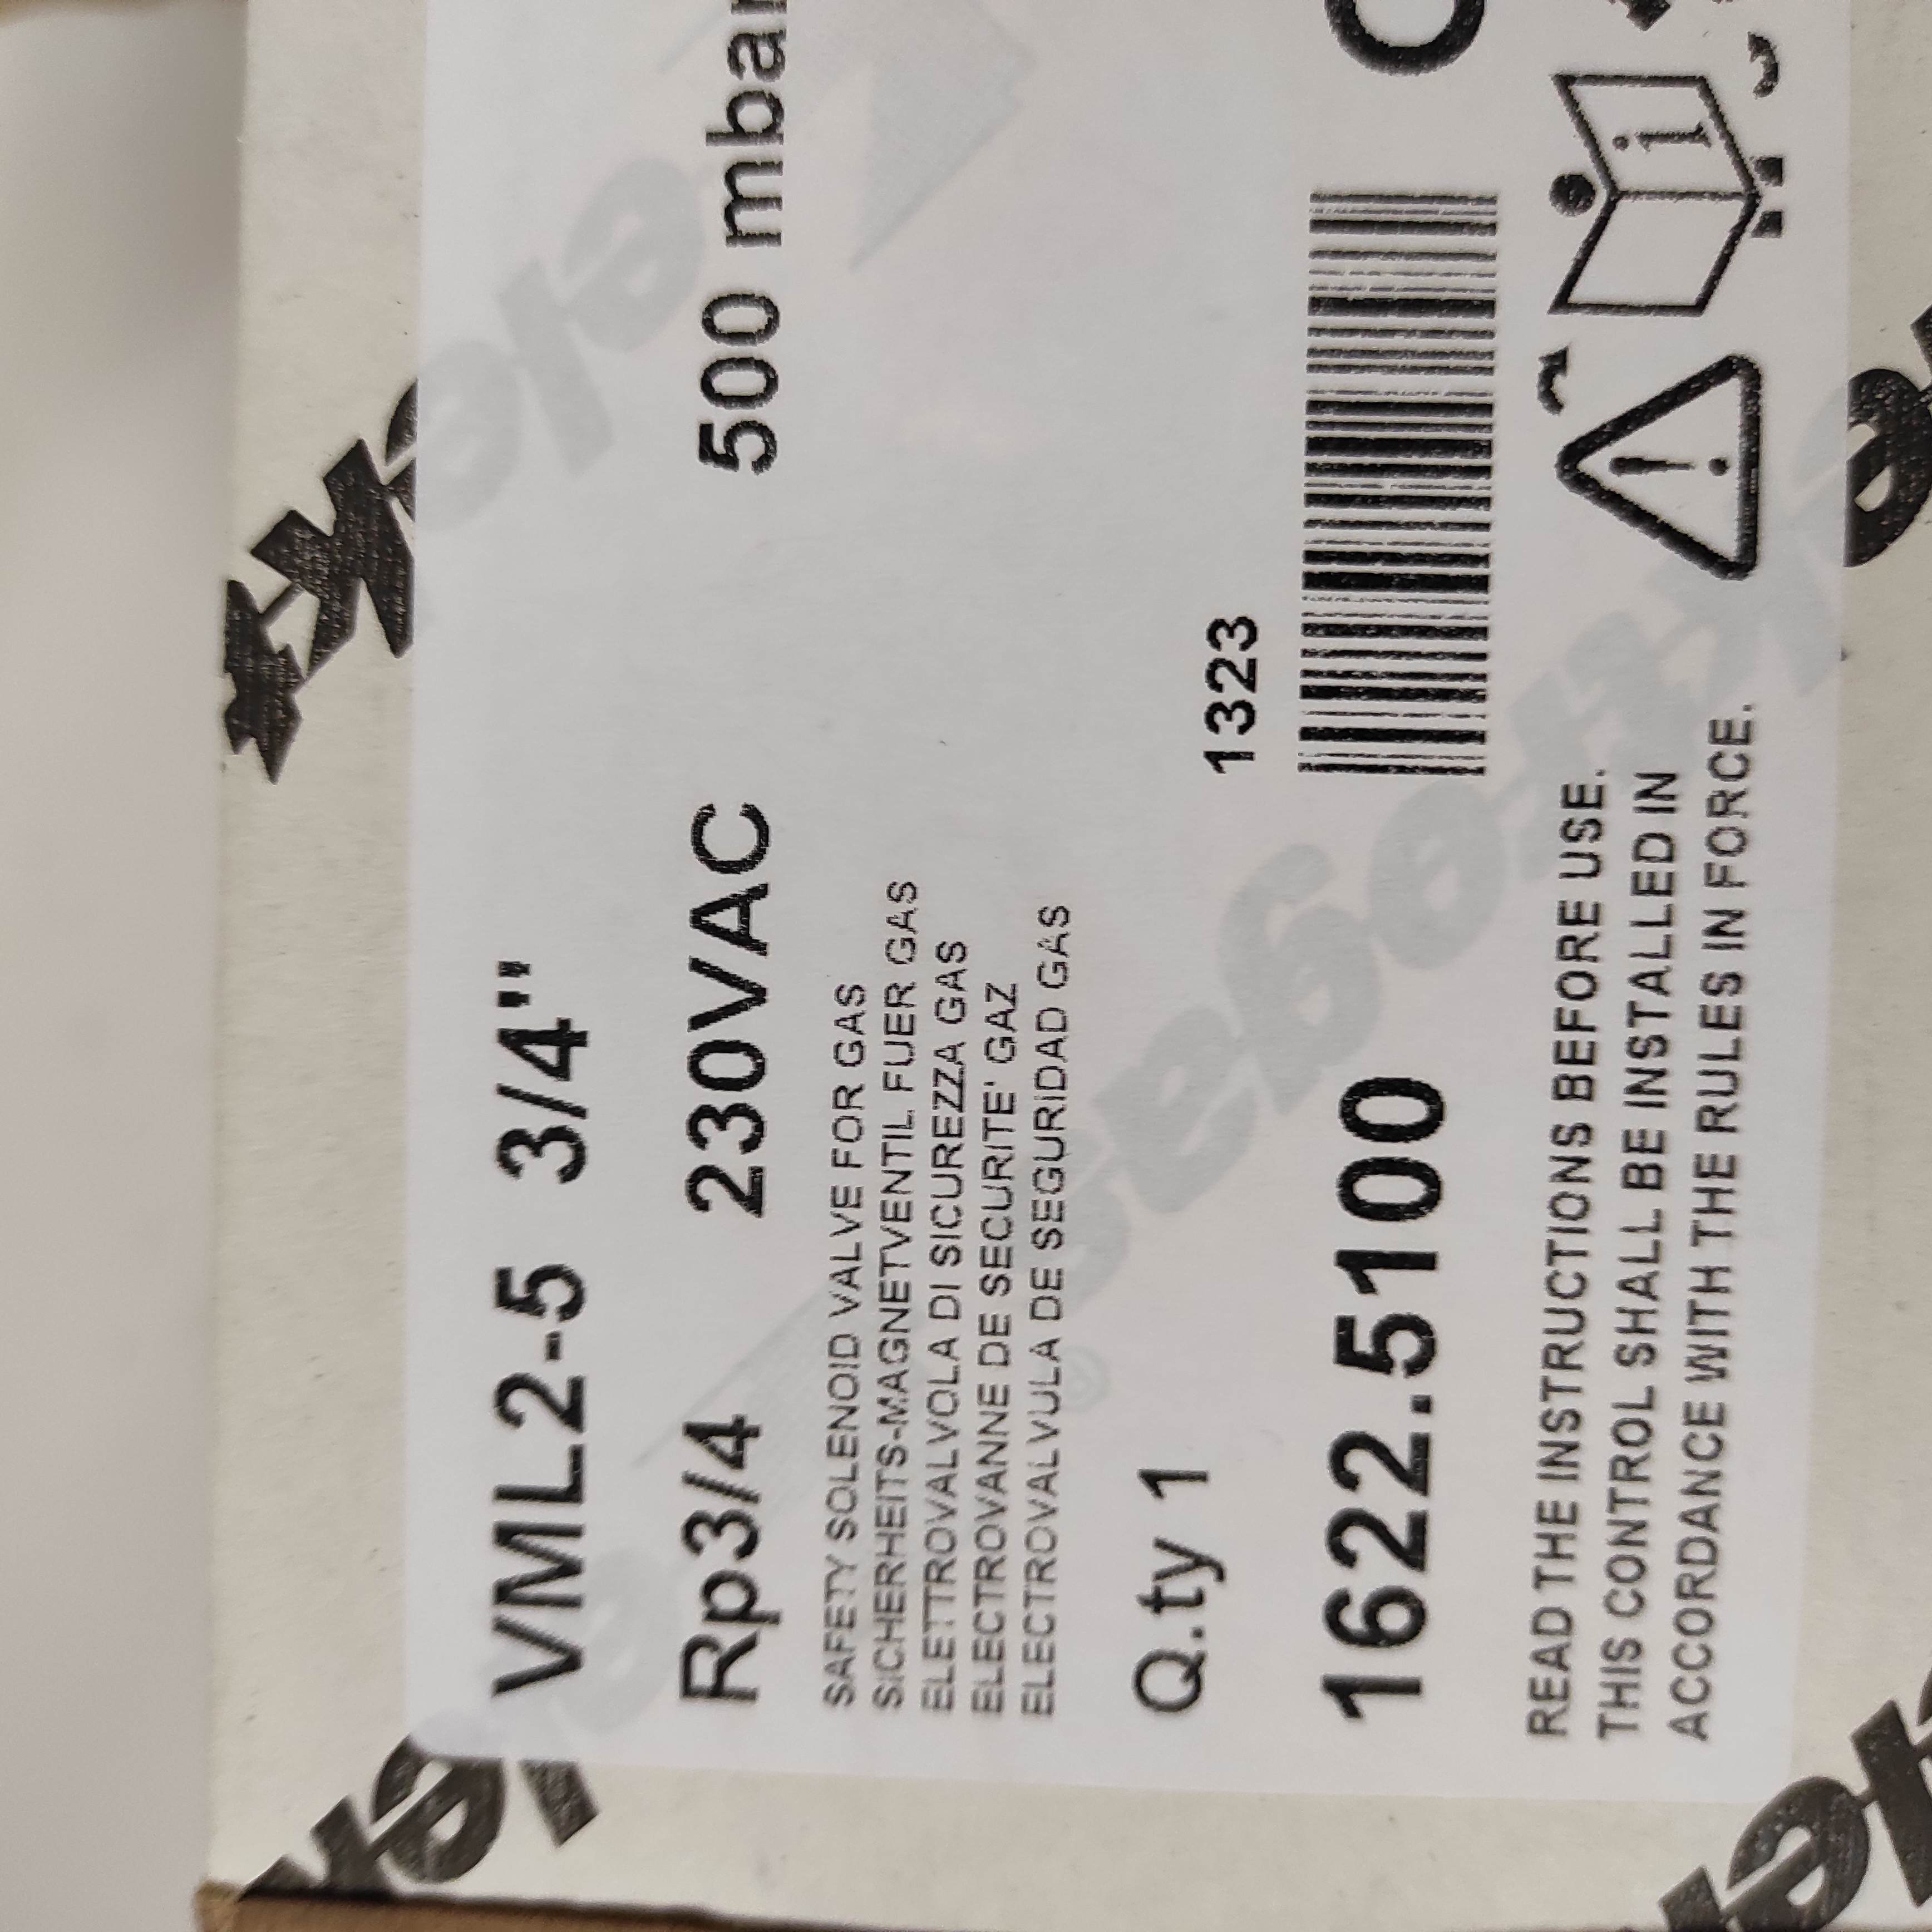 VML2-5 3/4"
Rp3/4 230VAC 500 mbar
SAFETY SOLENOID VALVE FOR GAS
SICHERHEITS-MAGNETVENTIL FUER GAS
ELETTROVALVOLA DI SICUREZZA GAS
ELECTROVANNE DE SECURITE' GAZ
ELECTROVALVULA DE SEGURIDAD GAS
Q.ty 1
1323
1622.5100
READ THE INSTRUCTIONS BEFORE USE.
THIS CONTROL SHALL BE INSTALLED IN
ACCORDANCE WITH THE RULES IN FORCE.